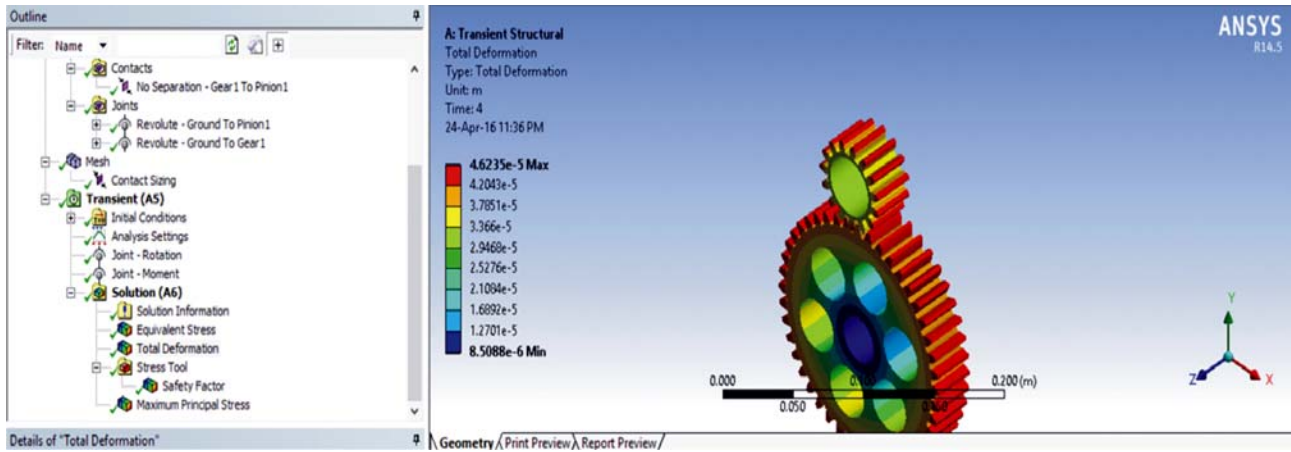 Outline
Filter: Name
Contacts
No Separation - Gear1 To Pinion1
Joints
Revolute - Ground To Pinion1
Revolute - Ground To Gear1
Mesh
Contact Sizing
Transient (A5)
Initial Conditions
Analysis Settings
Joint - Rotation
Joint - Moment
Solution (A6)
Solution Information
Equivalent Stress
Total Deformation
Stress Tool
Safety Factor
Maximum Principal Stress
Details of "Total Deformation"
A: Transient Structural
Total Deformation
Type: Total Deformation
Unit: m
Time: 4
24-Apr-16 11:36 PM
4.6235e-5 Max
4.2043e-5
3.7851e-5
3.366e-5
2.9468e-5
2.5276e-5
2.1084e-5
1.6892e-5
1.2701e-5
8.5088e-6 Min
ANSYS
R14.5
0.000
0.200 (m)
0.050
Y
Z
X
Geometry
Print Preview
Report Preview